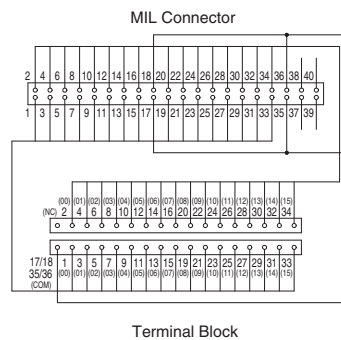 MIL Connector
2 4 6 8 10 12 14 16 18 20 22 24 26 28 30 32 34 36 38 40
1 3 5 7 9 11 13 15 17 19 21 23 25 27 29 31 33 35 37 39
(00) (01) (02) (03) (04) (05) (06) (07) (08) (09) (10) (11) (12) (13) (14) (15)
(NC) 2 4 6 8 10 12 14 16 20 22 24 26 28 30 32 34
17/18 1 3 5 7 9 11 13 15 19 21 23 25 27 29 31 33
35/36 (00) (01) (02) (03) (04) (05) (06) (07) (08) (09) (10) (11) (12) (13) (14) (15)
(COM)
Terminal Block